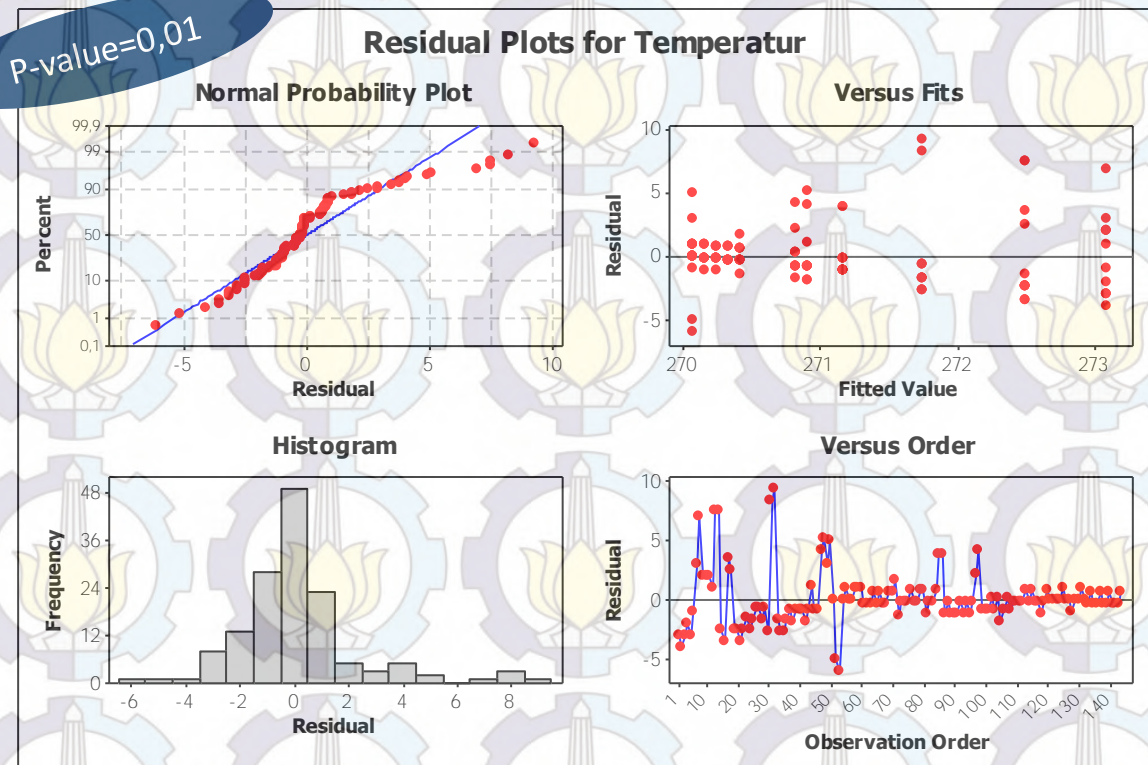 P-value=0,01
Residual Plots for Temperatur
Normal Probability Plot
99,9
99
90
50
10
1
0,1
Percent
-5 0 5 10
Residual
Versus Fits
10
5
0
-5
Residual
270 271 272 273
Fitted Value
Histogram
48
36
24
12
0
Frequency
-6 -4 -2 0 2 4 6 8
Residual
Versus Order
10
5
0
-5
Residual
1 10 20 30 40 50 60 70 80 90 100 110 120 130 140
Observation Order